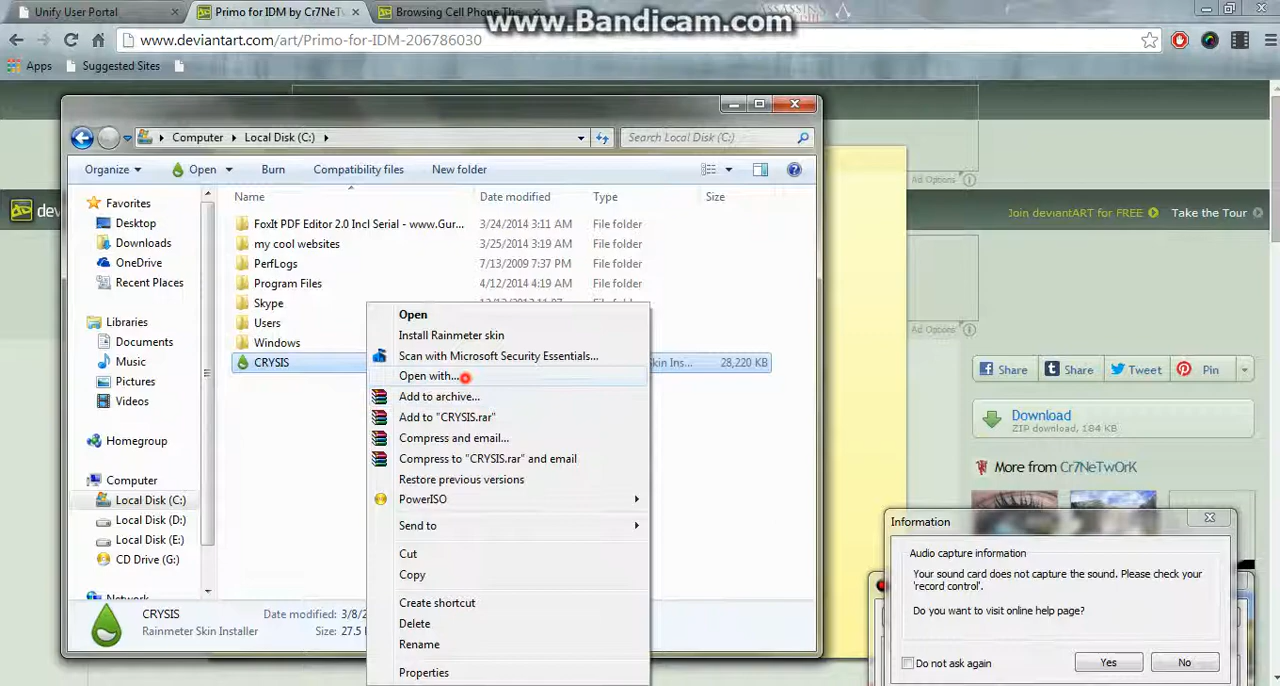 Unify User Portal
Primo for IDM by Cr7NeT
Browsing Cell Phone The
ASSASSIN
www.Bandicam.com
www.deviantart.com/art/Primo-for-IDM-206786030
Apps
Suggested Sites
Computer
Local Disk (C:)
Search Local Disk (C:)
Organize
Open
Burn
Compatibility files
New folder
Name
Date modified
Type
Size
Ad Options
dev
Join deviantART for FREE
Take the Tour
Favorites
Desktop
Downloads
OneDrive
Recent Places
Libraries
Documents
Music
Pictures
Videos
Homegroup
Computer
Local Disk (C:)
Local Disk (D:)
Local Disk (E:)
CD Drive (G:)
Network
FoxIt PDF Editor 2.0 Incl Serial - www.Gur...
3/24/2014 3:11 AM
File folder
my cool websites
3/25/2014 3:19 AM
File folder
PerfLogs
7/13/2009 7:37 PM
File folder
Program Files
4/12/2014 4:19 AM
File folder
Skype
File folder
Users
Windows
CRYSIS
Skin Ins...
28,220 KB
Open
Install Rainmeter skin
Scan with Microsoft Security Essentials...
Open with...
Add to archive...
Add to "CRYSIS.rar"
Compress and email...
Compress to "CRYSIS.rar" and email
Restore previous versions
PowerISO
Send to
Cut
Copy
Create shortcut
Delete
Rename
Properties
CRYSIS
Date modified: 3/8/2
Rainmeter Skin Installer
Size: 27.5
Ad Options
Share
Share
Tweet
Pin
Download
ZIP download, 184 KB
More from Cr7NeTwOrK
Information
Audio capture information
Your sound card does not capture the sound. Please check your
'record control'.
Do you want to visit online help page?
Do not ask again
Yes
No